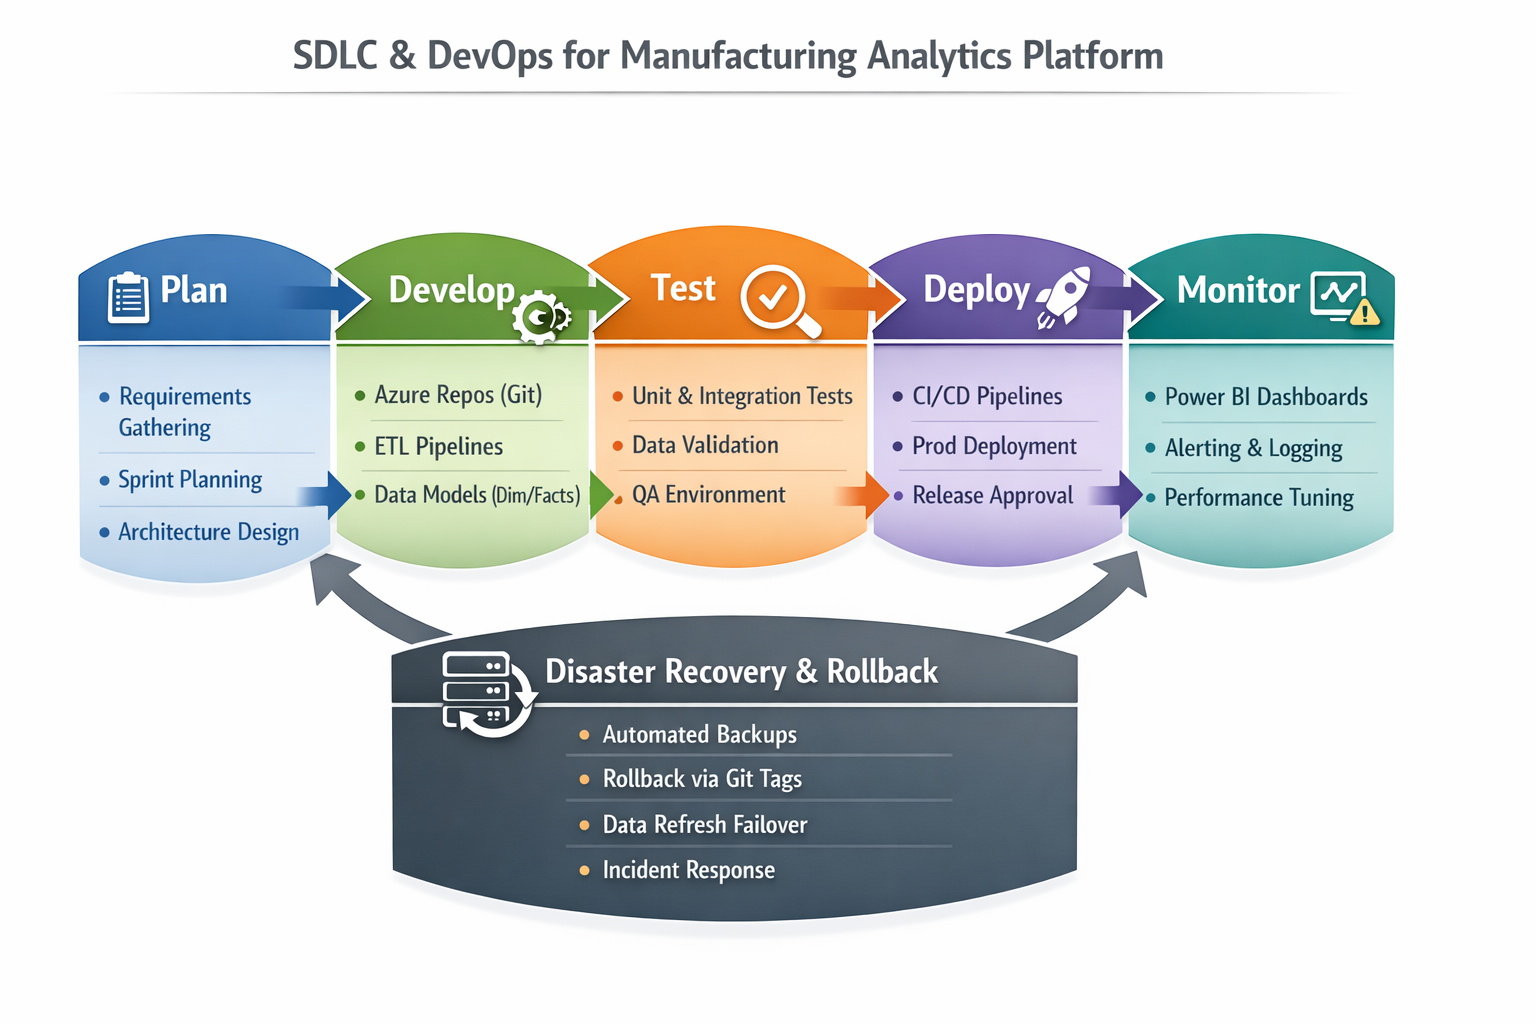 SDLC & DevOps for Manufacturing Analytics Platform
Plan
Requirements
Gathering
Sprint Planning
Architecture Design
Develop
Azure Repos (Git)
ETL Pipelines
Data Models (Dim/Facts)
Test
Unit & Integration Tests
Data Validation
QA Environment
Deploy
CI/CD Pipelines
Prod Deployment
Release Approval
Monitor
Power BI Dashboards
Alerting & Logging
Performance Tuning
Disaster Recovery & Rollback
Automated Backups
Rollback via Git Tags
Data Refresh Failover
Incident Response